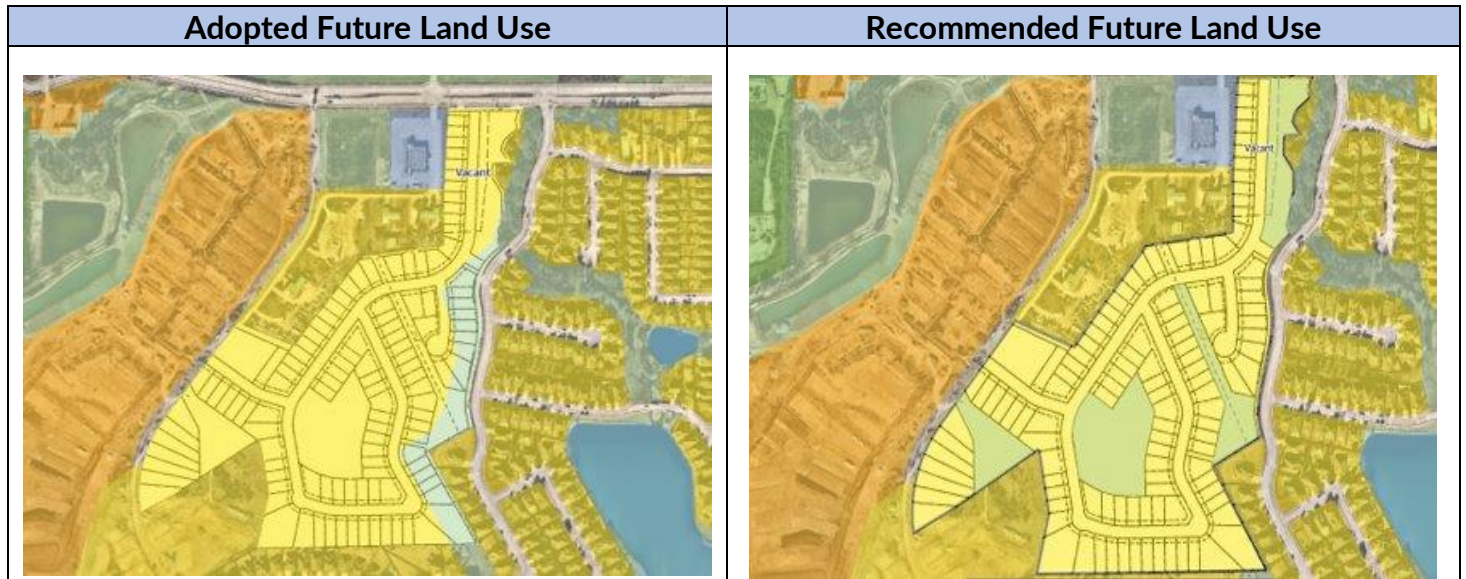 Adopted Future Land Use
Recommended Future Land Use
Vacant
Vacant